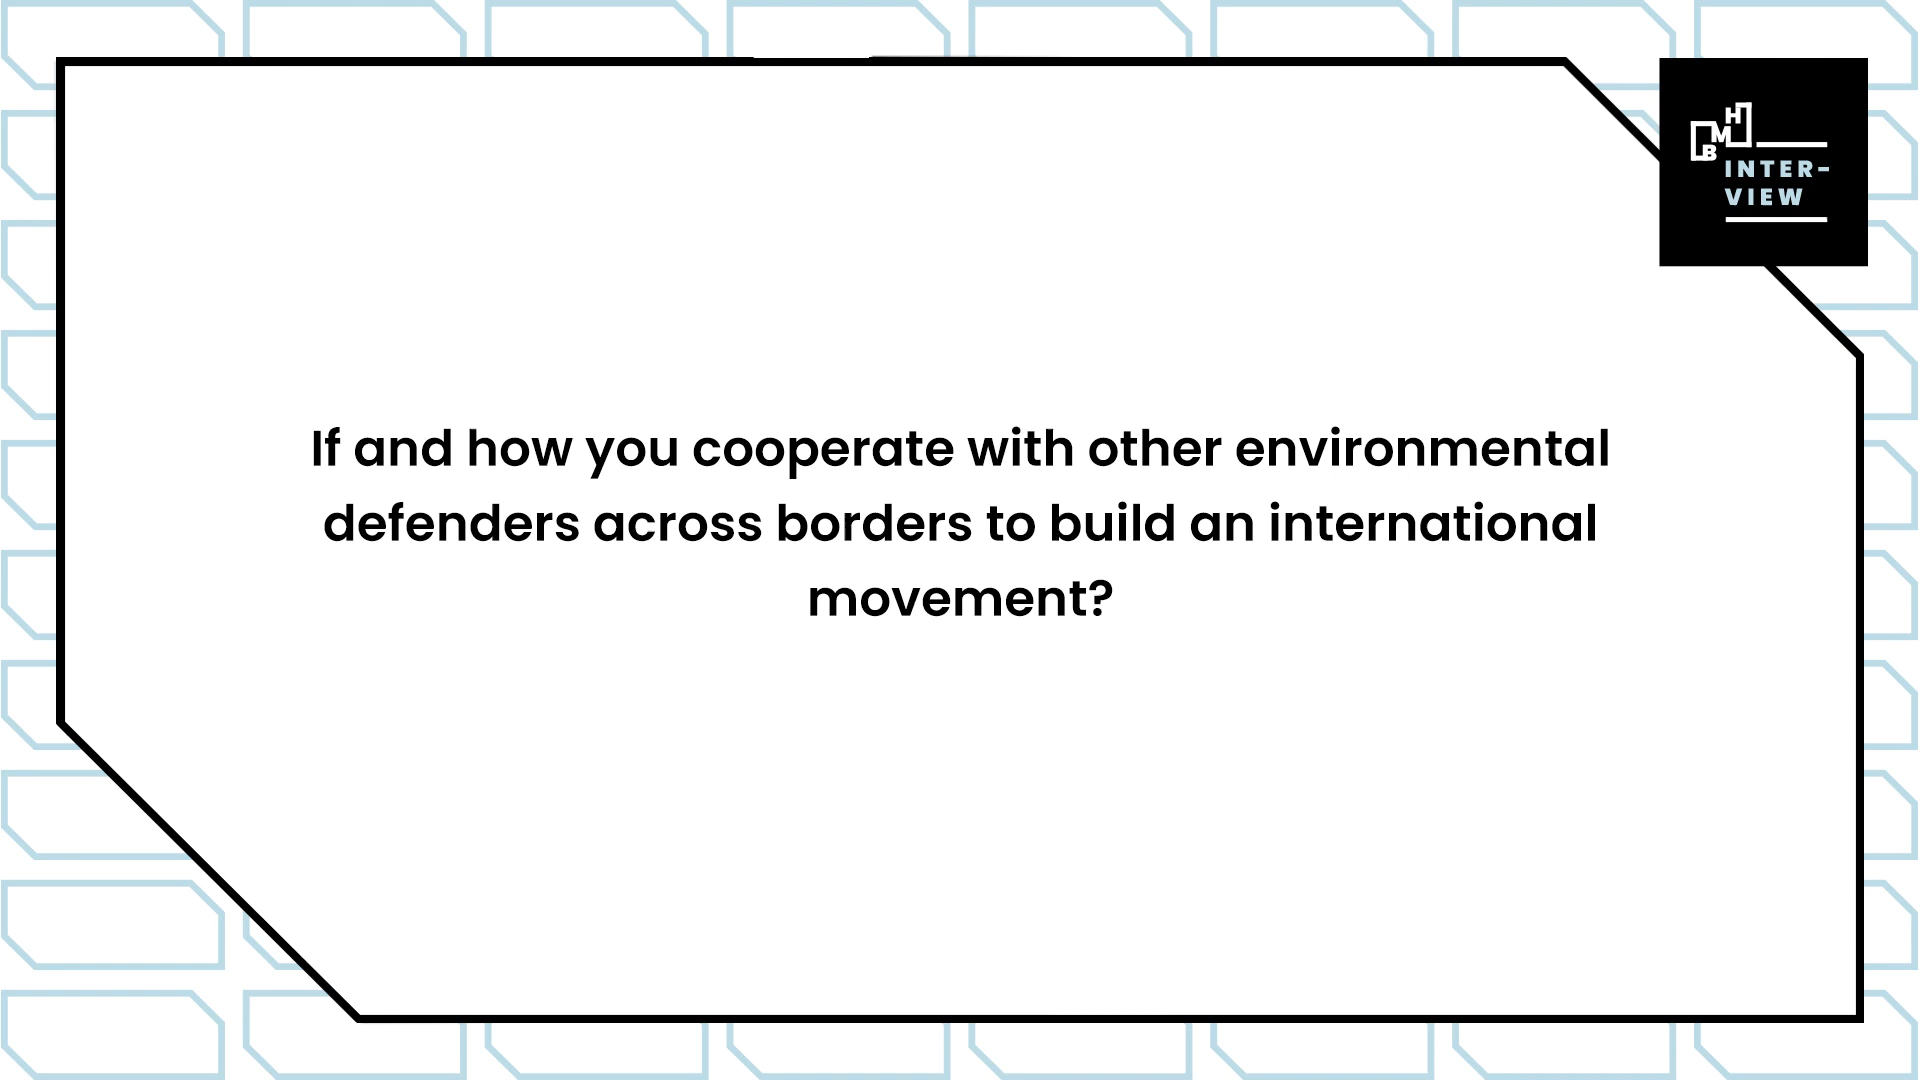 H
M
B
INTER-
VIEW
If and how you cooperate with other environmental
defenders across borders to build an international
movement?